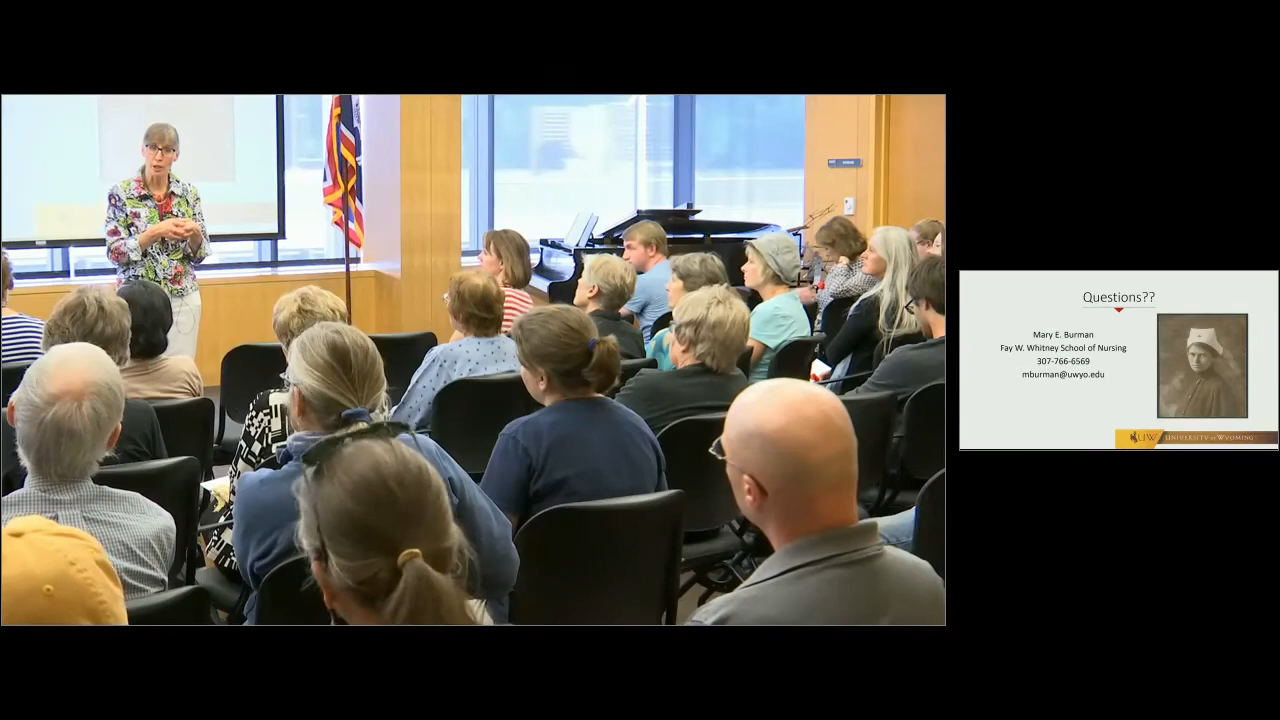 Questions??
Mary E. Burman
Fay W. Whitney School of Nursing
307-766-6569
mburman@uwyo.edu
UW UNIVERSITY OF WYOMING